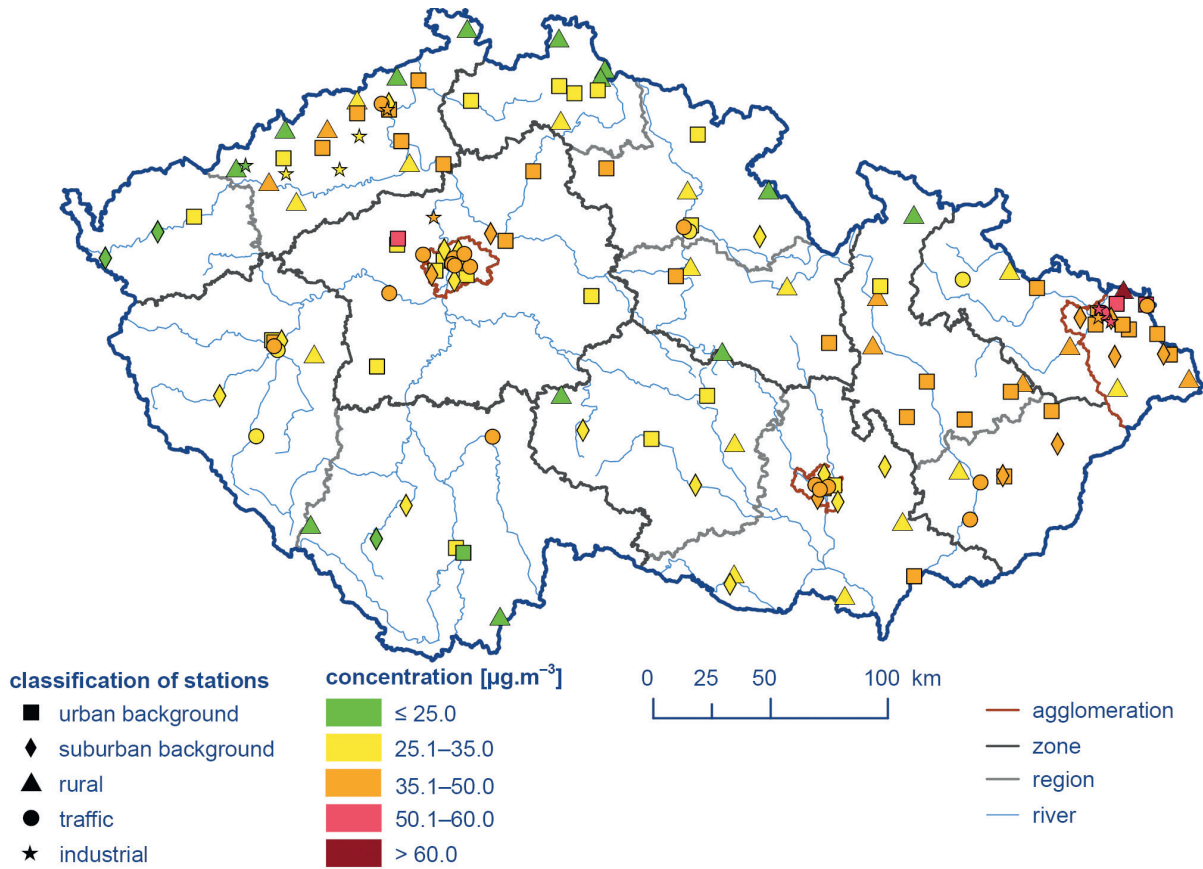 classification of stations
urban background
suburban background
rural
traffic
industrial
concentration [µg.m⁻³]
≤ 25.0
25.1–35.0
35.1–50.0
50.1–60.0
> 60.0
0 25 50 100 km
agglomeration
zone
region
river